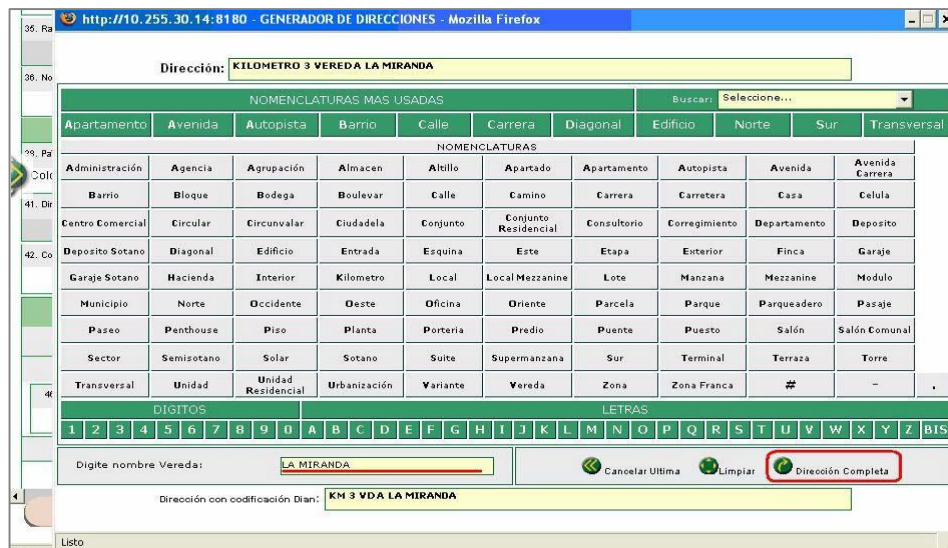 http://10.255.30.14:8180 - GENERADOR DE DIRECCIONES - Mozilla Firefox
35. Ra
Dirección: KILOMETRO 3 VEREDA LA MIRANDA
36. No
NOMENCLATURAS MAS USADAS Buscar: Seleccione...
Apartamento Avenida Autopista Barrio Calle Carrera Diagonal Edificio Norte Sur Transversal
NOMENCLATURAS
Administración Agencia Agrupación Almacen Altillo Apartado Apartamento Autopista Avenida Avenida Carrera
Barrio Bloque Bodega Boulevar Calle Camino Carrera Carretera Casa Celula
41. Dir
Centro Comercial Circular Circunvalar Ciudadela Conjunto Conjunto Residencial Consultorio Corregimiento Departamento Deposito
42. Co
Deposito Sotano Diagonal Edificio Entrada Esquina Este Etapa Exterior Finca Garaje
Garaje Sotano Hacienda Interior Kilometro Local Local Mezzanine Lote Manzana Mezzanine Modulo
Municipio Norte Occidente Oeste Oficina Oriente Parcela Parque Parqueadero Pasaje
Paseo Penthouse Piso Planta Porteria Predio Puente Puesto Salón Salón Comunal
Sector Semisotano Solar Sotano Suite Supermanzana Sur Terminal Terraza Torre
Transversal Unidad Unidad Residencial Urbanización Variante Vereda Zona Zona Franca # - .
DIGITOS LETRAS
1 2 3 4 5 6 7 8 9 0 A B C D E F G H I J K L M N O P Q R S T U V W X Y Z BIS
Digite nombre Vereda: LA MIRANDA Cancelar Ultima Limpiar Dirección Completa
Dirección con codificación Dian: KM 3 VDA LA MIRANDA
Listo